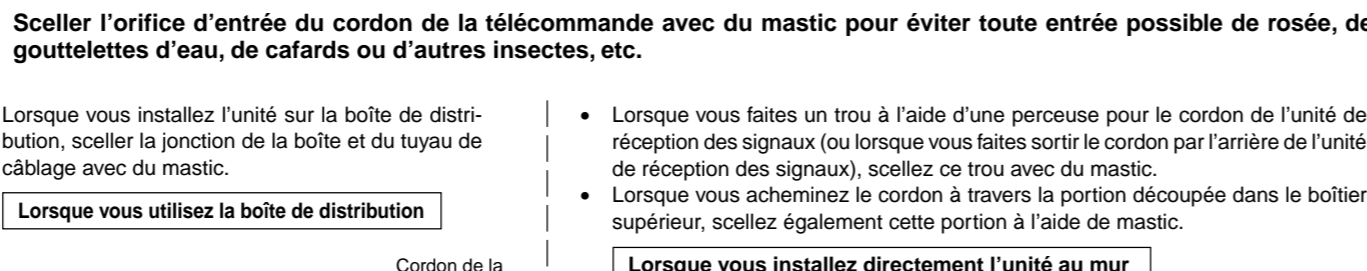 Sceller l’orifice d’entrée du cordon de la télécommande avec du mastic pour éviter toute entrée possible de rosée, de
gouttelettes d’eau, de cafards ou d’autres insectes, etc.
Lorsque vous installez l’unité sur la boîte de distri-
bution, sceller la jonction de la boîte et du tuyau de
câblage avec du mastic.
Lorsque vous utilisez la boîte de distribution
Cordon de la
• Lorsque vous faites un trou à l’aide d’une perceuse pour le cordon de l’unité de
réception des signaux (ou lorsque vous faites sortir le cordon par l’arrière de l’unité
de réception des signaux), scellez ce trou avec du mastic.
• Lorsque vous acheminez le cordon à travers la portion découpée dans le boîtier
supérieur, scellez également cette portion à l’aide de mastic.
Lorsque vous installez directement l’unité au mur